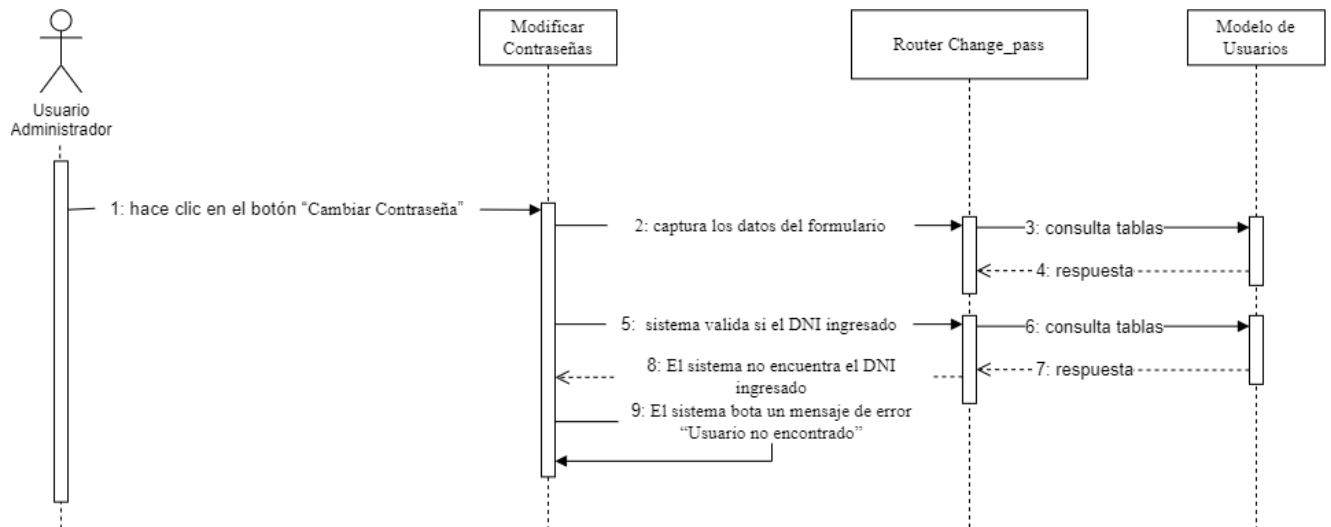 Modificar
Contraseñas
Router Change_pass
Modelo de
Usuarios
Usuario
Administrador
1: hace clic en el botón “Cambiar Contraseña”
2: captura los datos del formulario
3: consulta tablas
4: respuesta
5: sistema valida si el DNI ingresado
6: consulta tablas
7: respuesta
8: El sistema no encuentra el DNI
ingresado
9: El sistema bota un mensaje de error
“Usuario no encontrado”